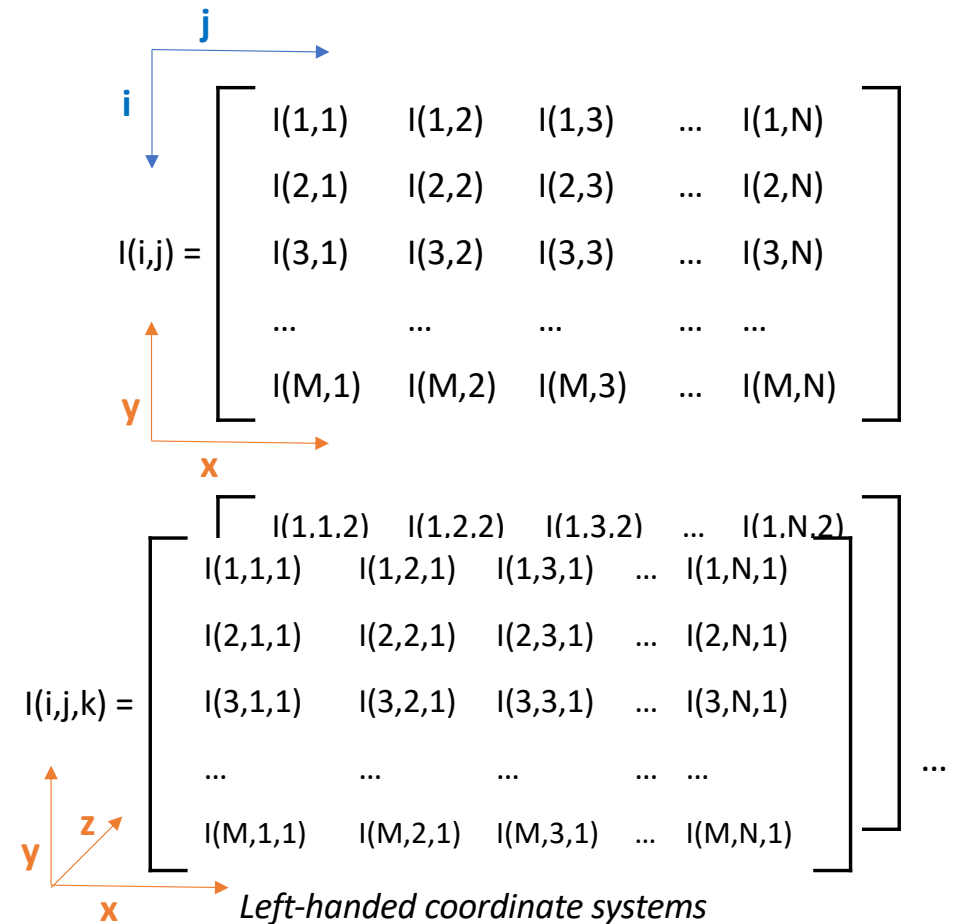 j
i
I(1,1) I(1,2) I(1,3) ... I(1,N)
I(2,1) I(2,2) I(2,3) ... I(2,N)
I(i,j) = I(3,1) I(3,2) I(3,3) ... I(3,N)
... ... ... ... ...
I(M,1) I(M,2) I(M,3) ... I(M,N)
y
x
I(1,1,2) I(1,2,2) I(1,3,2) ... I(1,N,2)
I(1,1,1) I(1,2,1) I(1,3,1) ... I(1,N,1)
I(2,1,1) I(2,2,1) I(2,3,1) ... I(2,N,1)
I(i,j,k) = I(3,1,1) I(3,2,1) I(3,3,1) ... I(3,N,1)
... ... ... ... ... ...
I(M,1,1) I(M,2,1) I(M,3,1) ... I(M,N,1)
z
y
x
Left-handed coordinate systems